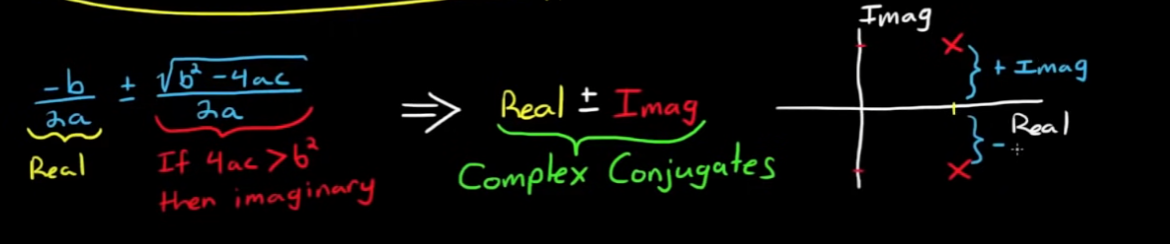 -b/2a ± √(b² - 4ac)/2a
Real
If 4ac > b²
then imaginary
⇒ Real ± Imag
Complex Conjugates
Imag
+ Imag
Real
-